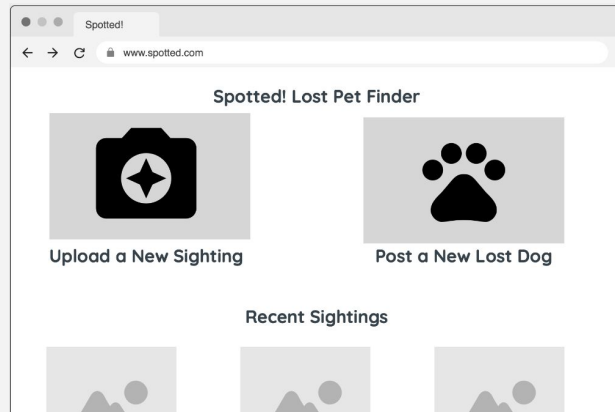 Spotted!
www.spotted.com
Spotted! Lost Pet Finder
Upload a New Sighting
Post a New Lost Dog
Recent Sightings